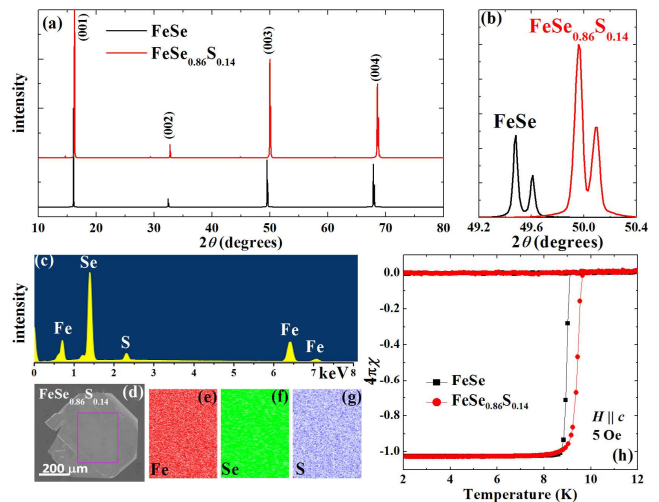 (a)
FeSe
FeSe0.86S0.14
(001)
(002)
(003)
(004)
intensity
10 20 30 40 50 60 70 80
2θ (degrees)
(b)
FeSe0.86S0.14
FeSe
49.2 49.6 50.0 50.4
2θ (degrees)
(c)
Se
Fe
S
Fe
Fe
intensity
0 1 2 3 4 5 6 7 8
keV
FeSe0.86S0.14
(d)
200 μm
(e)
Fe
(f)
Se
(g)
S
0.0
-0.2
-0.4
-0.6
-0.8
-1.0
4πχ
FeSe
FeSe0.86S0.14
H || c
5 Oe
(h)
2 4 6 8 10 12
Temperature (K)